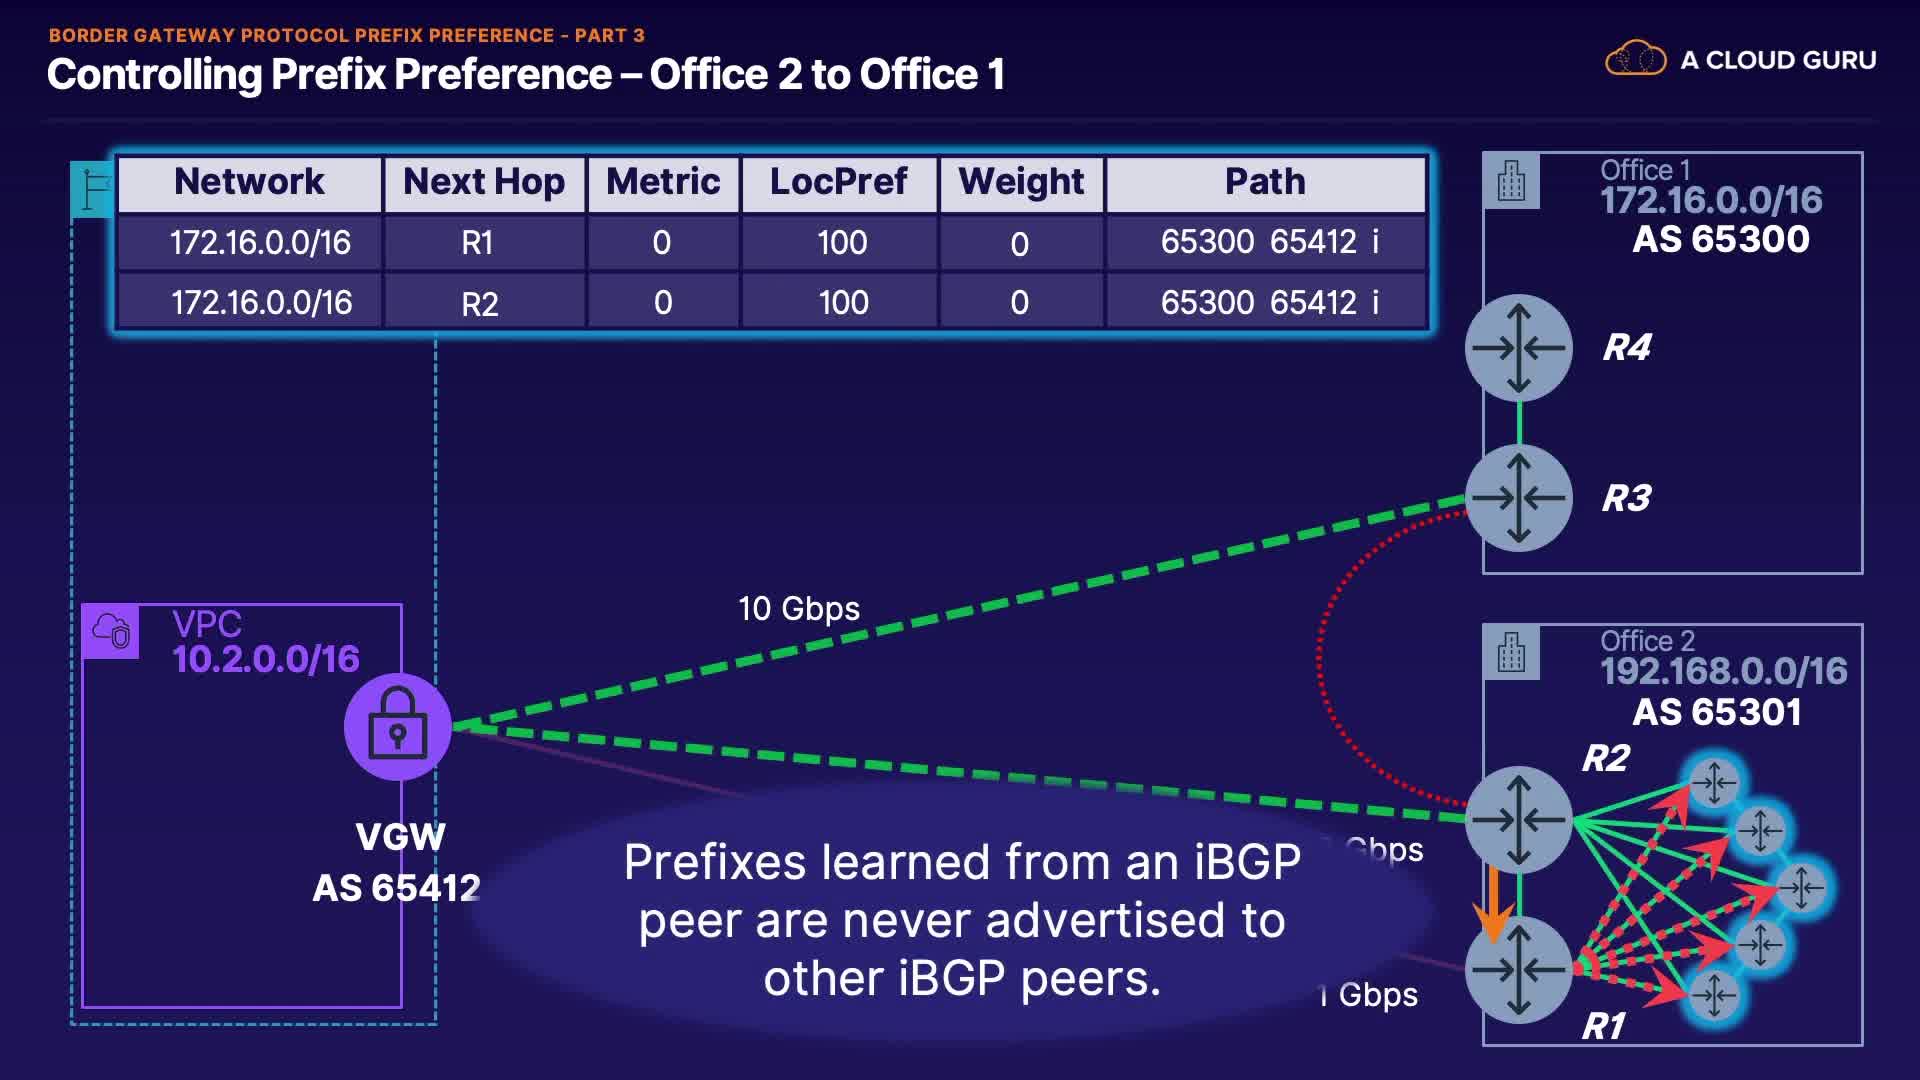 BORDER GATEWAY PROTOCOL PREFIX PREFERENCE - PART 3
Controlling Prefix Preference – Office 2 to Office 1
A CLOUD GURU
Network Next Hop Metric LocPref Weight Path
172.16.0.0/16 R1 0 100 0 65300 65412 i
172.16.0.0/16 R2 0 100 0 65300 65412 i
Office 1
172.16.0.0/16
AS 65300
R4
R3
10 Gbps
VPC
10.2.0.0/16
VGW
AS 65412
Office 2
192.168.0.0/16
AS 65301
R2
Gbps
Prefixes learned from an iBGP
peer are never advertised to
other iBGP peers.
1 Gbps
R1